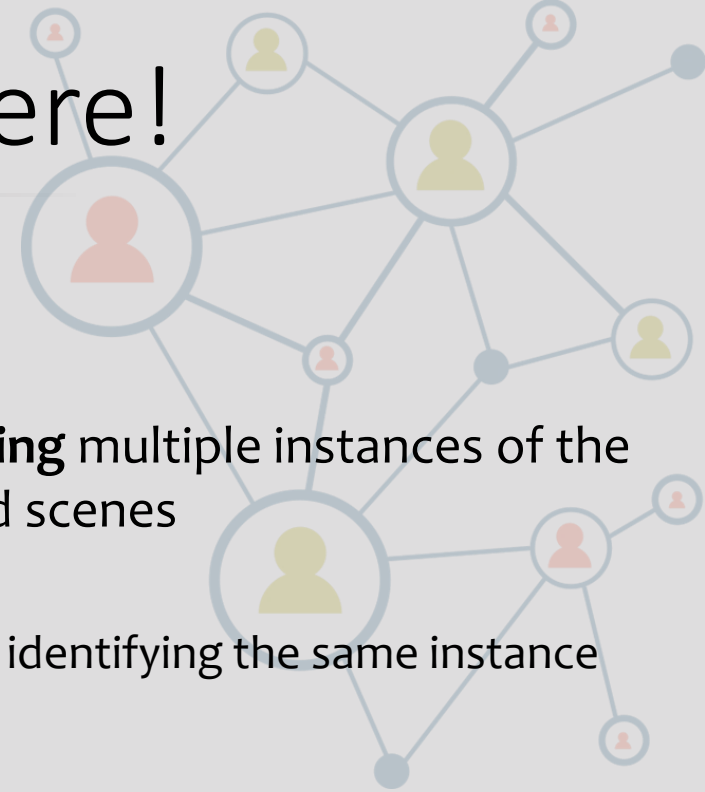 ere!
ing multiple instances of the
d scenes
identifying the same instance